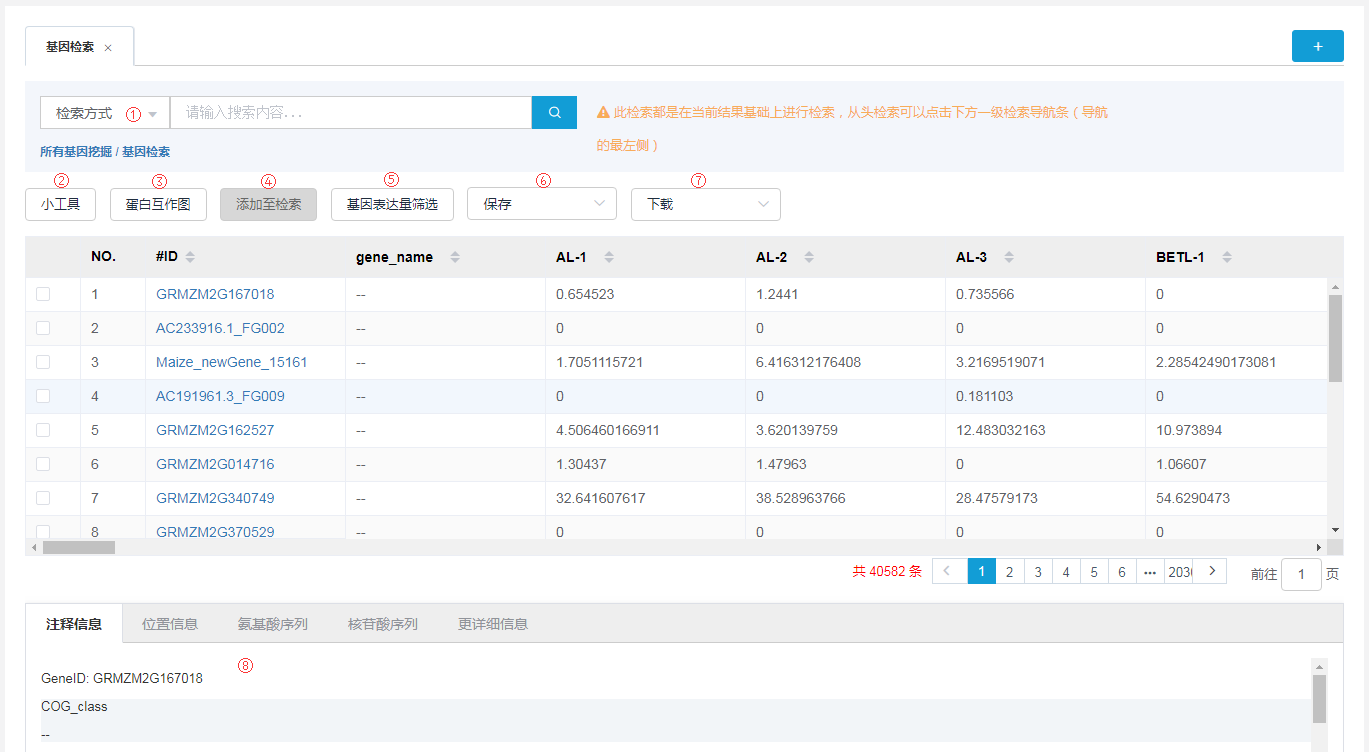 基因检索 ×
+
检索方式 ① 请输入搜索内容...
此检索都是在当前结果基础上进行检索，从头检索可以点击下方一级检索导航条（导航
的最左侧）
所有基因挖掘 / 基因检索
② ③ ④ ⑤ ⑥ ⑦
小工具 蛋白互作图 添加至检索 基因表达量筛选 保存 下载
NO. #ID gene_name AL-1 AL-2 AL-3 BETL-1
1 GRMZM2G167018 -- 0.654523 1.2441 0.735566 0
2 AC233916.1_FG002 -- 0 0 0 0
3 Maize_newGene_15161 -- 1.7051115721 6.416312176408 3.2169519071 2.28542490173081
4 AC191961.3_FG009 -- 0 0 0.181103 0
5 GRMZM2G162527 -- 4.506460166911 3.620139759 12.483032163 10.973894
6 GRMZM2G014716 -- 1.30437 1.47963 0 1.06607
7 GRMZM2G340749 -- 32.641607617 38.528963766 28.47579173 54.6290473
8 GRMZM2G370529 -- 0 0 0 0
共 40582 条 < 1 2 3 4 5 6 ••• 203 > 前往 1 页
注释信息 位置信息 氨基酸序列 核苷酸序列 更详细信息
⑧
GeneID: GRMZM2G167018
COG_class
--